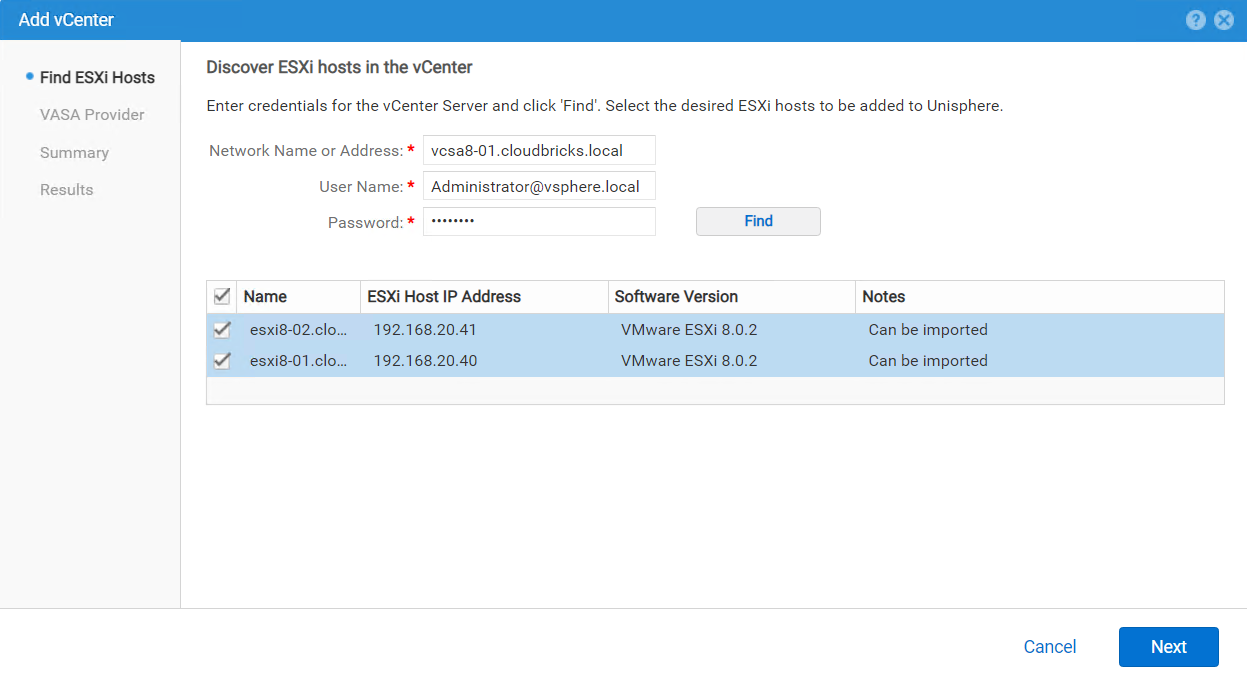 Add vCenter
Find ESXi Hosts
VASA Provider
Summary
Results
Discover ESXi hosts in the vCenter
Enter credentials for the vCenter Server and click 'Find'. Select the desired ESXi hosts to be added to Unisphere.
Network Name or Address: * vcsa8-01.cloudbricks.local
User Name: * Administrator@vsphere.local
Password: * ••••••••
Find
Name ESXi Host IP Address Software Version Notes
esxi8-02.clo... 192.168.20.41 VMware ESXi 8.0.2 Can be imported
esxi8-01.clo... 192.168.20.40 VMware ESXi 8.0.2 Can be imported
Cancel Next